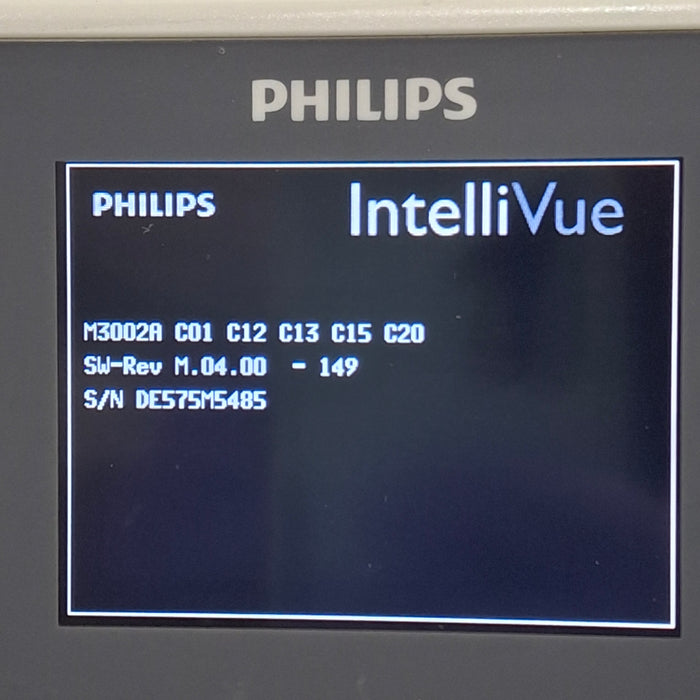 PHILIPS
PHILIPS IntelliVue
M3002A C01 C12 C13 C15 C20
SW-Rev M.04.00 - 149
S/N DE575M5485